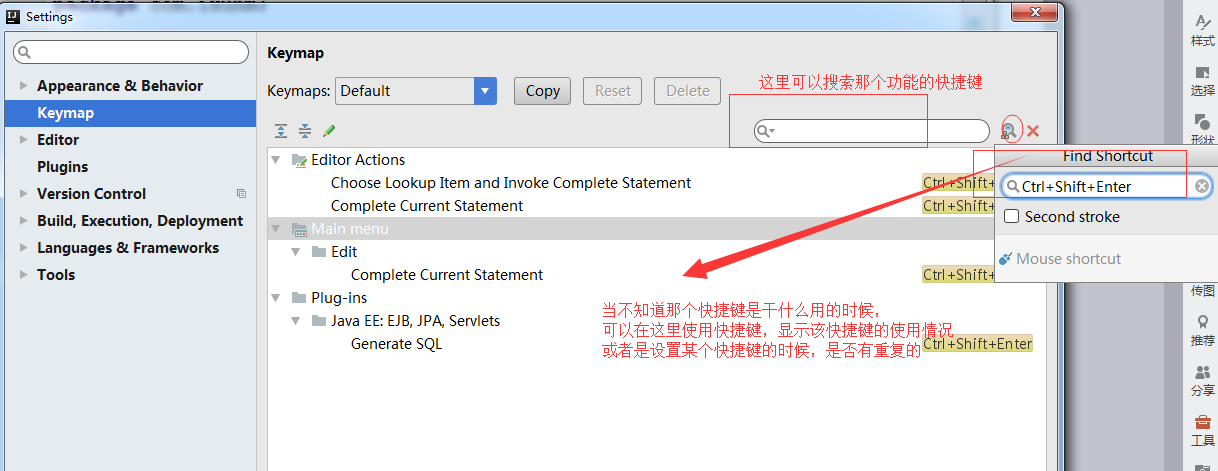 Settings
Keymap
Appearance & Behavior
Keymap
Editor
Plugins
Version Control
Build, Execution, Deployment
Languages & Frameworks
Tools
Keymaps:
Default
Copy
Reset
Delete
这里可以搜索那个功能的快捷键
Editor Actions
Choose Lookup Item and Invoke Complete Statement
Ctrl+Shift+
Complete Current Statement
Ctrl+Shift+
Main menu
Edit
Complete Current Statement
Ctrl+Shift+
Plug-ins
Java EE: EJB, JPA, Servlets
Generate SQL
Ctrl+Shift+Enter
当不知道那个快捷键是干什么用的时候，
可以在这里使用快捷键，显示该快捷键的使用情况
或者是设置某个快捷键的时候，是否有重复的
Find Shortcut
Ctrl+Shift+Enter
Second stroke
Mouse shortcut
样式
选择
形状
传图
推荐
分享
工具